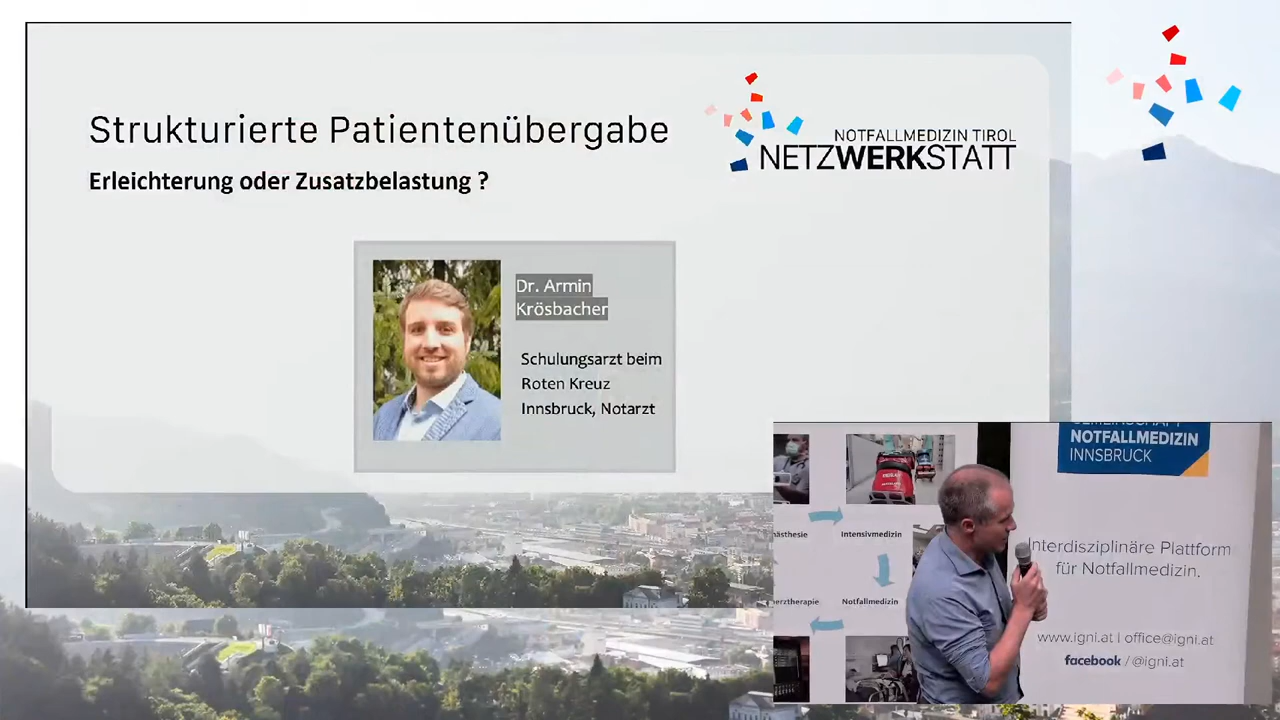 Strukturierte Patientenübergabe
Erleichterung oder Zusatzbelastung ?
NOTFALLMEDIZIN TIROL
NETZWERKSTATT
Dr. Armin
Krösbacher
Schulungsarzt beim
Roten Kreuz
Innsbruck, Notarzt
Intensivmedizin
Notfallmedizin
NOTFALLMEDIZIN
INNSBRUCK
Interdisziplinäre Plattform
für Notfallmedizin.
www.igni.at I office@igni.at
facebook / @igni.at